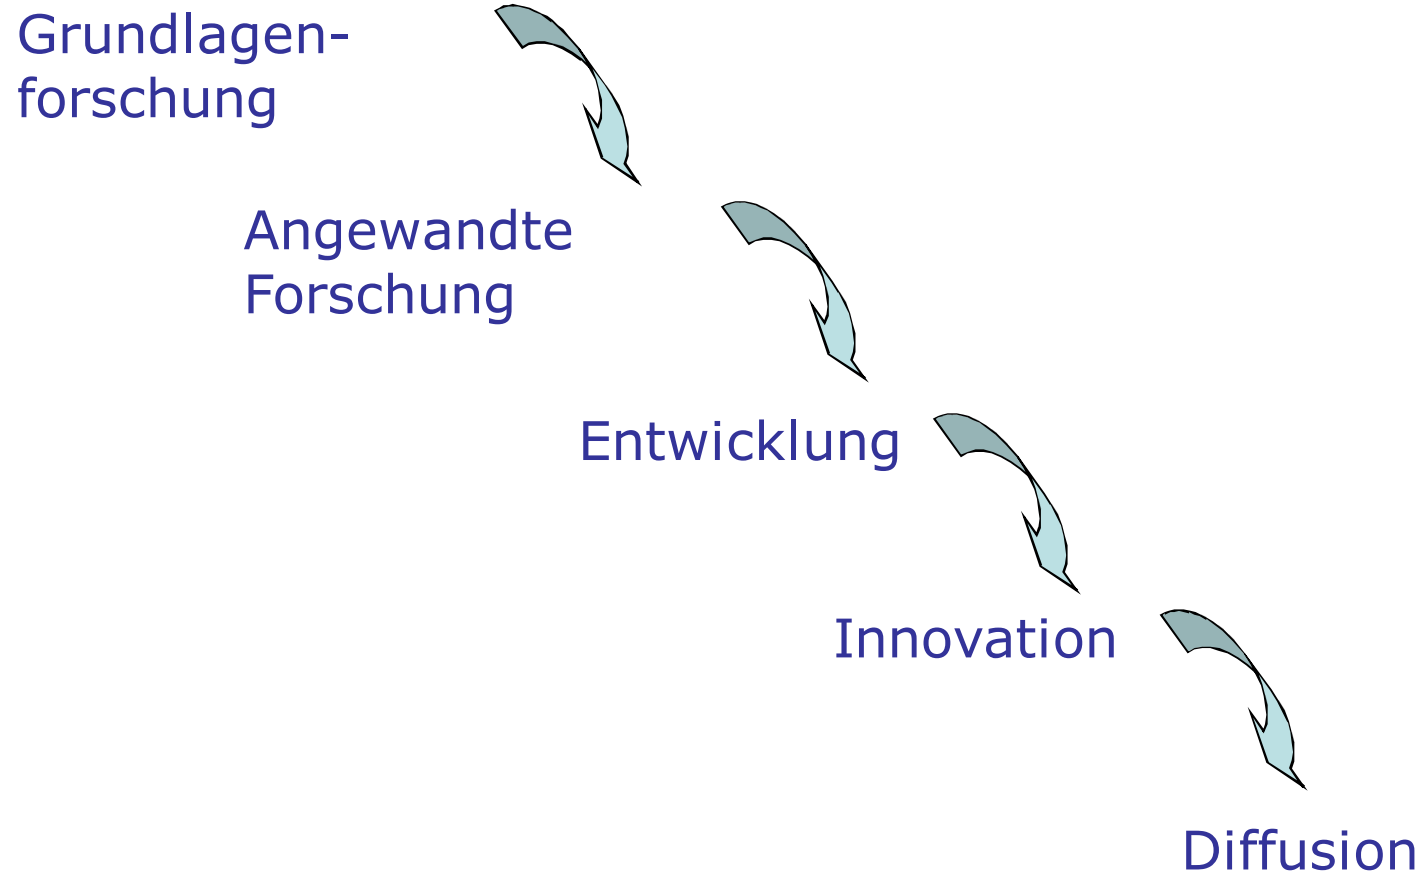 Grundlagen-
forschung
Angewandte
Forschung
Entwicklung
Innovation
Diffusion